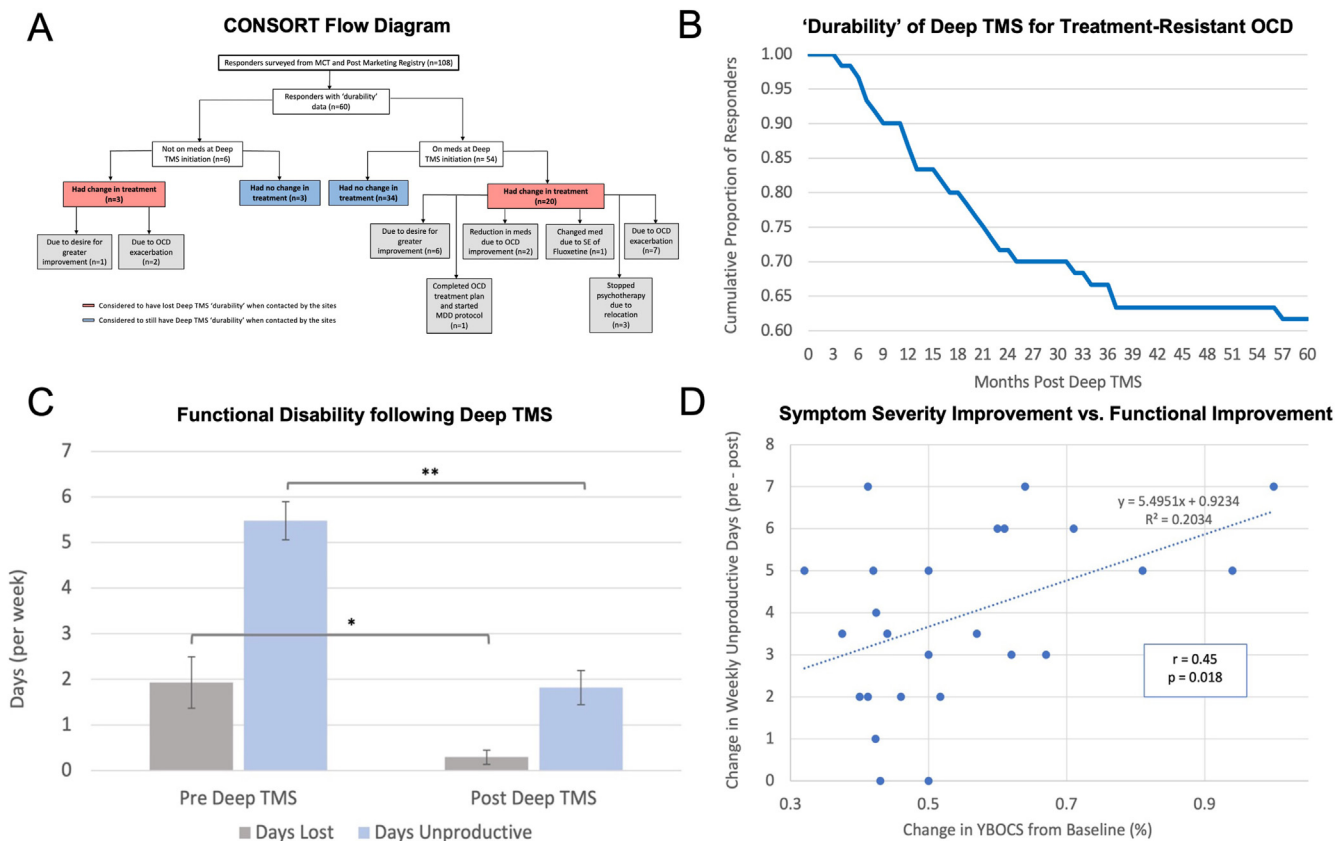 A
CONSORT Flow Diagram
Responders surveyed from MCT and Post Marketing Registry (n=108)
Responders with 'durability'
data (n=60)
Not on meds at Deep
TMS initiation (n=6)
On meds at Deep
TMS initiation (n= 54)
Had change in treatment
(n=3)
Had no change in
treatment (n=3)
Had no change in
treatment (n=34)
Had change in treatment
(n=20)
Due to desire for
greater
improvement (n=1)
Due to OCD
exacerbation
(n=2)
Due to desire for
greater improvement
(n=6)
Reduction in meds
due to OCD
improvement (n=2)
Changed med
due to SE of
Fluoxetine (n=1)
Due to OCD
exacerbation
(n=7)
Completed OCD
treatment plan
and started
MDD protocol
(n=1)
Stopped
psychotherapy
due to
relocation
(n=3)
Considered to have lost Deep TMS 'durability' when contacted by the sites
Considered to still have Deep TMS 'durability' when contacted by the sites
B
'Durability' of Deep TMS for Treatment-Resistant OCD
Cumulative Proportion of Responders
1.00
0.95
0.90
0.85
0.80
0.75
0.70
0.65
0.60
0 3 6 9 12 15 18 21 24 27 30 33 36 39 42 45 48 51 54 57 60
Months Post Deep TMS
C
Functional Disability following Deep TMS
Days (per week)
7
6
5
4
3
2
1
0
**
*
Pre Deep TMS
Post Deep TMS
Days Lost
Days Unproductive
D
Symptom Severity Improvement vs. Functional Improvement
Change in Weekly Unproductive Days (pre - post)
8
7
6
5
4
3
2
1
0
y = 5.4951x + 0.9234
R² = 0.2034
r = 0.45
p = 0.018
0.3 0.5 0.7 0.9
Change in YBOCS from Baseline (%)